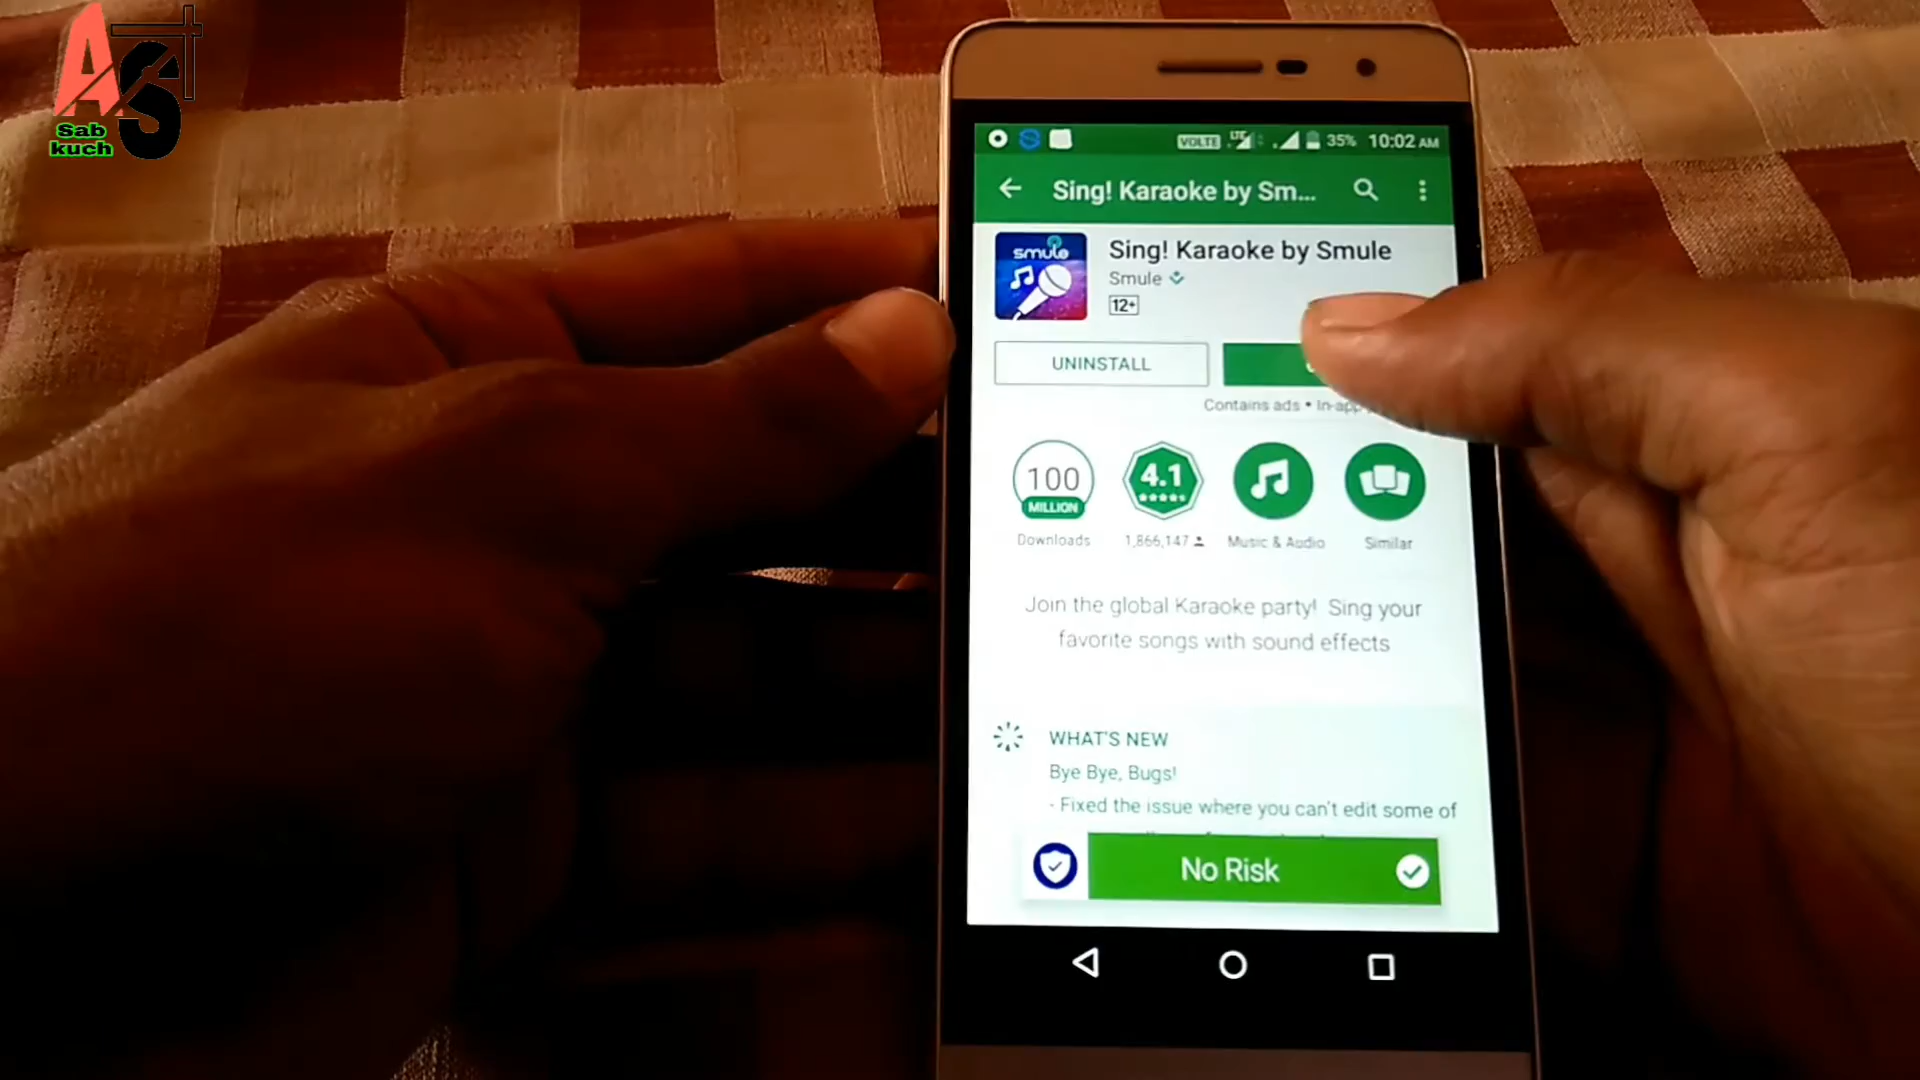 A
S
Sab
kuch
VOLTE LTE 35% 10:02 AM
Sing! Karaoke by Sm...
smule
Sing! Karaoke by Smule
Smule
12+
UNINSTALL
Contains ads • In-app
100
MILLION
4.1
Downloads
1,866,147
Music & Audio
Similar
Join the global Karaoke party! Sing your
favorite songs with sound effects
WHAT'S NEW
Bye Bye, Bugs!
- Fixed the issue where you can't edit some of
No Risk